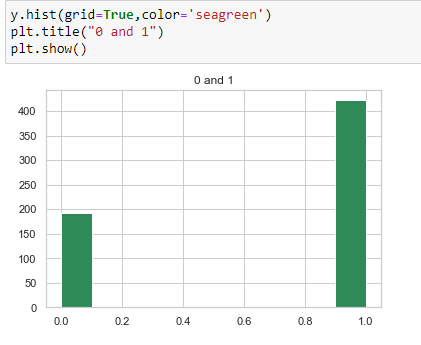 y.hist(grid=True,color='seagreen')
plt.title("0 and 1")
plt.show()
0 and 1
400
350
300
250
200
150
100
50
0
0.0 0.2 0.4 0.6 0.8 1.0